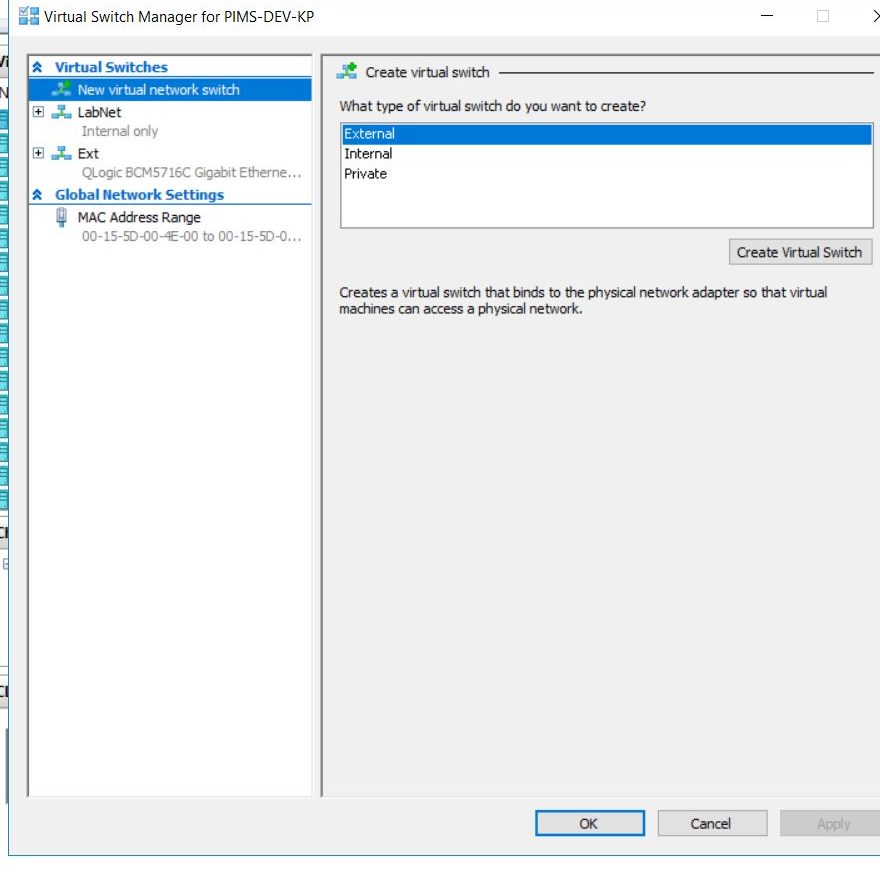 Virtual Switch Manager for PIMS-DEV-KP
Virtual Switches
New virtual network switch
LabNet
Internal only
Ext
QLogic BCM5716C Gigabit Etherne...
Global Network Settings
MAC Address Range
00-15-5D-00-4E-00 to 00-15-5D-0...
Create virtual switch
What type of virtual switch do you want to create?
External
Internal
Private
Create Virtual Switch
Creates a virtual switch that binds to the physical network adapter so that virtual
machines can access a physical network.
OK
Cancel
Apply